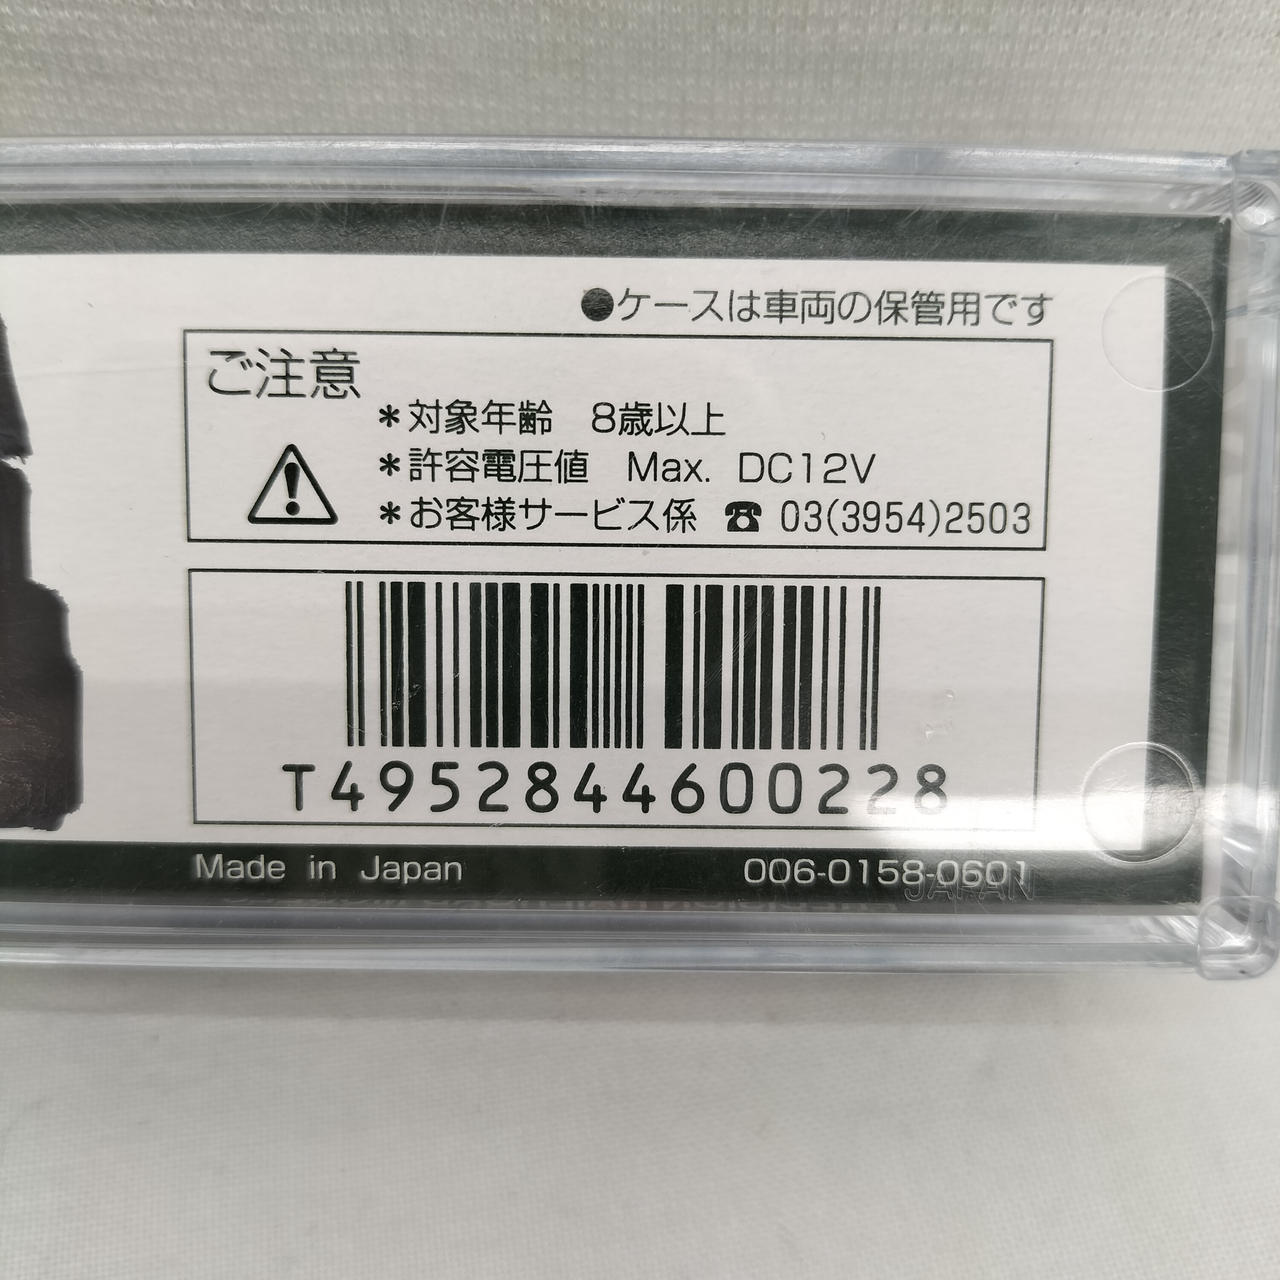 ●ケースは車両の保管用です
ご注意
＊対象年齢　8歳以上
＊許容電圧値　Max. DC12V
＊お客様サービス係 ☎ 03(3954)2503
T4952844600228
Made in Japan
006-0158-0601
JAPAN